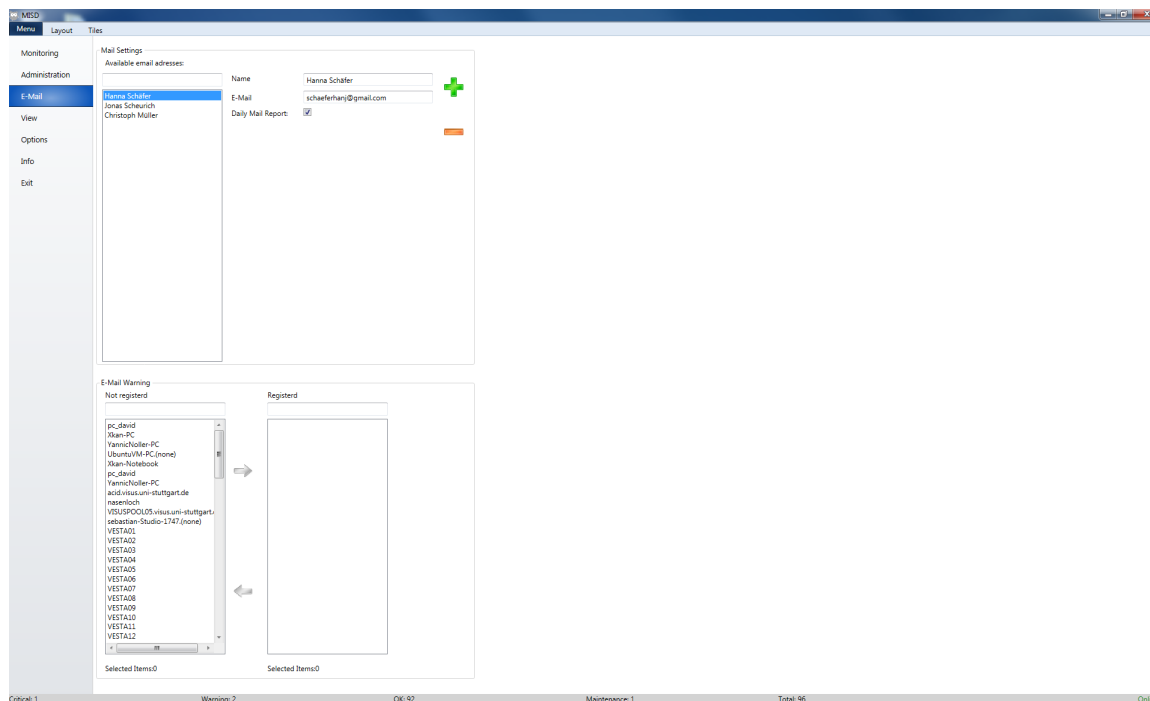 MISD
Menu Layout Tiles
Monitoring
Administration
E-Mail
View
Options
Info
Exit
Mail Settings
Available email adresses:
Hanna Schäfer
Jonas Scheurich
Christoph Müller
Name Hanna Schäfer
E-Mail schaeferhanj@gmail.com
Daily Mail Report:
E-Mail Warning
Not registerd
pc_david
Xkan-PC
YannicNoller-PC
UbuntuVM-PC.(none)
Xkan-Notebook
pc_david
YannicNoller-PC
acid.visus.uni-stuttgart.de
nasenloch
VISUSPOOL05.visus.uni-stuttgart.
sebastian-Studio-1747.(none)
VESTA01
VESTA02
VESTA03
VESTA04
VESTA05
VESTA06
VESTA07
VESTA08
VESTA09
VESTA10
VESTA11
VESTA12
Selected Items:0
Registerd
Selected Items:0
Critical: 1 Warning: 2 OK: 92 Maintenance: 1 Total: 96